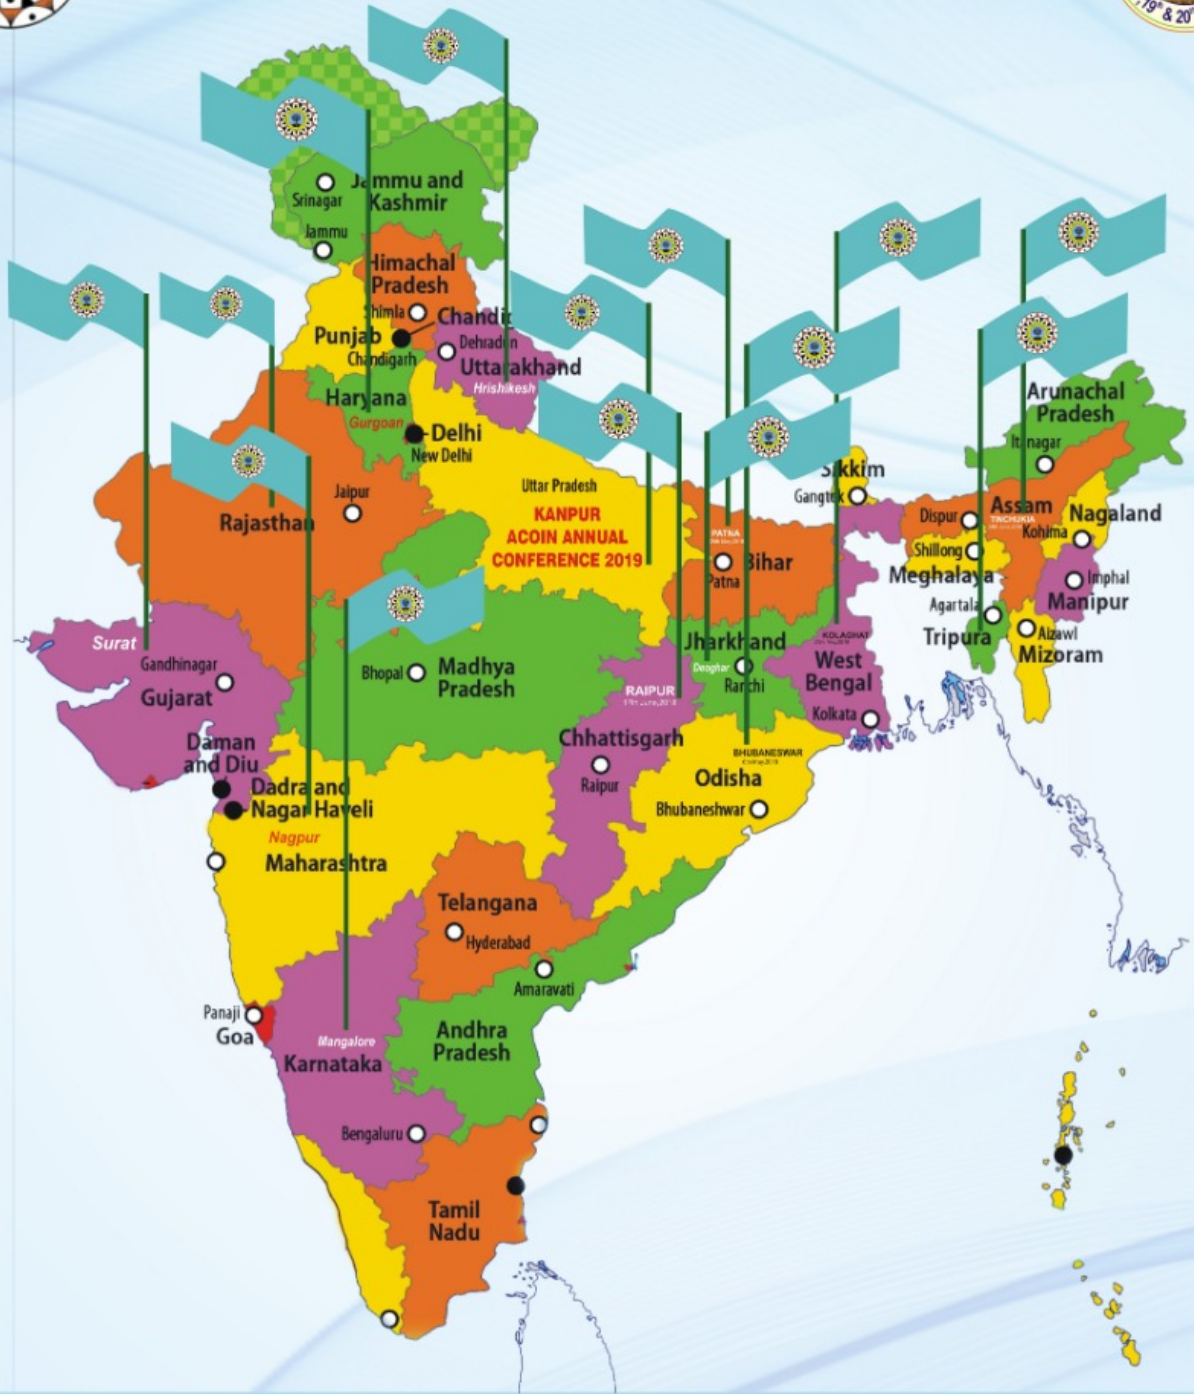 , 19th & 20th
Jammu and
Kashmir
Srinagar
Jammu
Himachal
Pradesh
Shimla
Punjab
Chandigarh
Dehradun
Uttarakhand
Hrishikesh
Haryana
Gurgoan
Delhi
New Delhi
Arunachal
Pradesh
Itanagar
Sikkim
Gangtok
Rajasthan
Jaipur
Uttar Pradesh
KANPUR
ACOIN ANNUAL
CONFERENCE 2019
PATNA
Patna
Bihar
Dispur
Assam
TINCHUKIA
Nagaland
Kohima
Shillong
Meghalaya
Imphal
Manipur
Agartala
Tripura
Aizawl
Mizoram
Surat
Gandhinagar
Gujarat
Bhopal
Madhya
Pradesh
Jharkhand
Deoghar
Ranchi
KOLAGHAT
West
Bengal
Kolkata
RAIPUR
Chhattisgarh
Raipur
BHUBANESWAR
Odisha
Bhubaneshwar
Daman
and Diu
Dadra and
Nagar Haveli
Nagpur
Maharashtra
Telangana
Hyderabad
Amaravati
Panaji
Goa
Mangalore
Karnataka
Andhra
Pradesh
Bengaluru
Tamil
Nadu